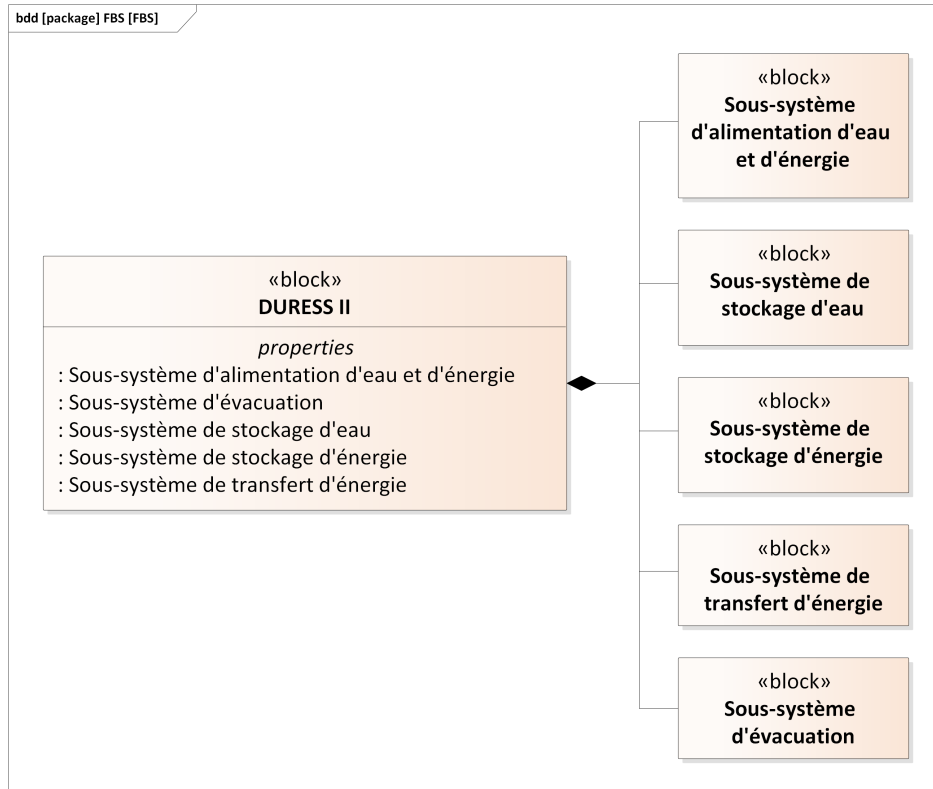 bdd [package] FBS [FBS]
«block»
DURESS II
properties
: Sous-système d'alimentation d'eau et d'énergie
: Sous-système d'évacuation
: Sous-système de stockage d'eau
: Sous-système de stockage d'énergie
: Sous-système de transfert d'énergie
«block»
Sous-système
d'alimentation d'eau
et d'énergie
«block»
Sous-système de
stockage d'eau
«block»
Sous-système de
stockage d'énergie
«block»
Sous-système de
transfert d'énergie
«block»
Sous-système
d'évacuation